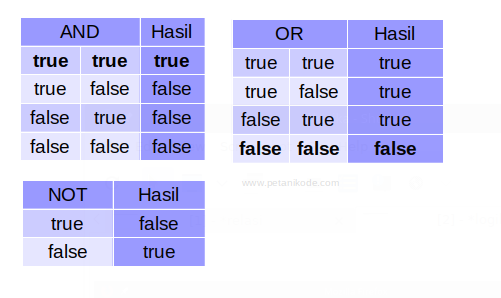 AND Hasil
true true true
true false false
false true false
false false false
OR Hasil
true true true
true false true
false true true
false false false
www.petanikode.com
NOT Hasil
true false
false true